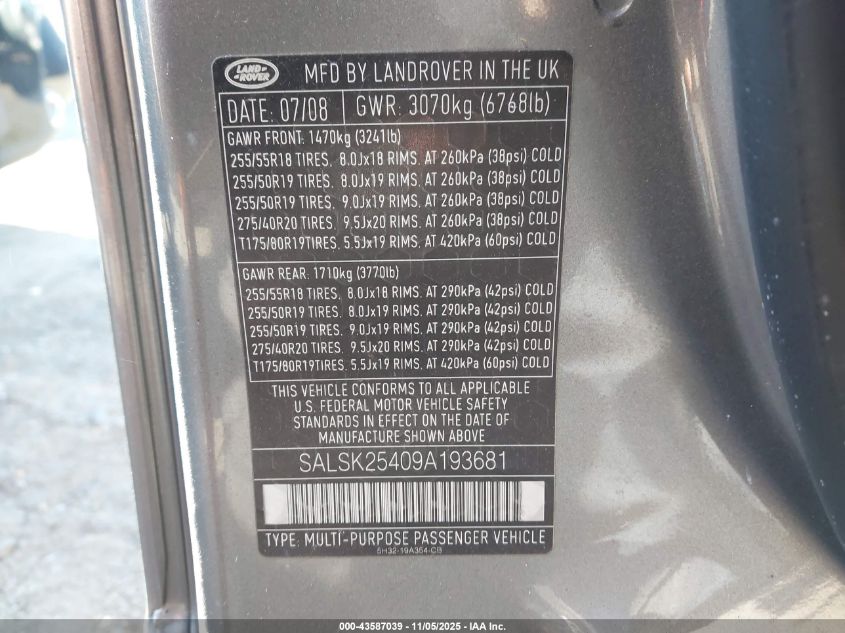 LAND
ROVER
MFD BY LANDROVER IN THE UK
DATE: 07/08 GWR: 3070kg (6768lb)
GAWR FRONT: 1470kg (3241lb)
255/55R18 TIRES. 8.0Jx18 RIMS. AT 260kPa (38psi) COLD
255/50R19 TIRES. 8.0Jx19 RIMS. AT 260kPa (38psi) COLD
255/50R19 TIRES. 9.0Jx19 RIMS. AT 260kPa (38psi) COLD
275/40R20 TIRES. 9.5Jx20 RIMS. AT 260kPa (38psi) COLD
T175/80R19TIRES. 5.5Jx19 RIMS. AT 420kPa (60psi) COLD
GAWR REAR: 1710kg (3770lb)
255/55R18 TIRES. 8.0Jx18 RIMS. AT 290kPa (42psi) COLD
255/50R19 TIRES. 8.0Jx19 RIMS. AT 290kPa (42psi) COLD
255/50R19 TIRES. 9.0Jx19 RIMS. AT 290kPa (42psi) COLD
275/40R20 TIRES. 9.5Jx20 RIMS. AT 290kPa (42psi) COLD
T175/80R19TIRES. 5.5Jx19 RIMS. AT 420kPa (60psi) COLD
THIS VEHICLE CONFORMS TO ALL APPLICABLE
U.S. FEDERAL MOTOR VEHICLE SAFETY
STANDARDS IN EFFECT ON THE DATE OF
MANUFACTURE SHOWN ABOVE
SALSK25409A193681
TYPE: MULTI-PURPOSE PASSENGER VEHICLE
5H32-19A354-CB
000-43587039 - 11/05/2025 - IAA Inc.